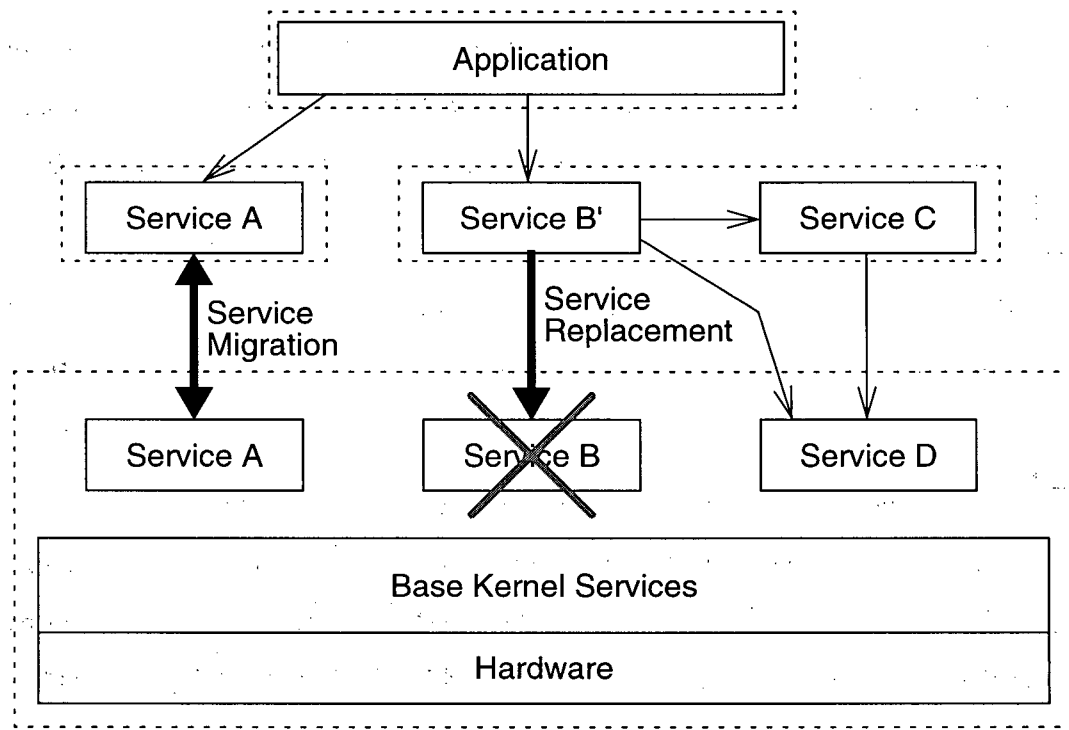 Application
Service A
Service B'
Service C
Service
Migration
Service
Replacement
Service A
Service B
Service D
Base Kernel Services
Hardware